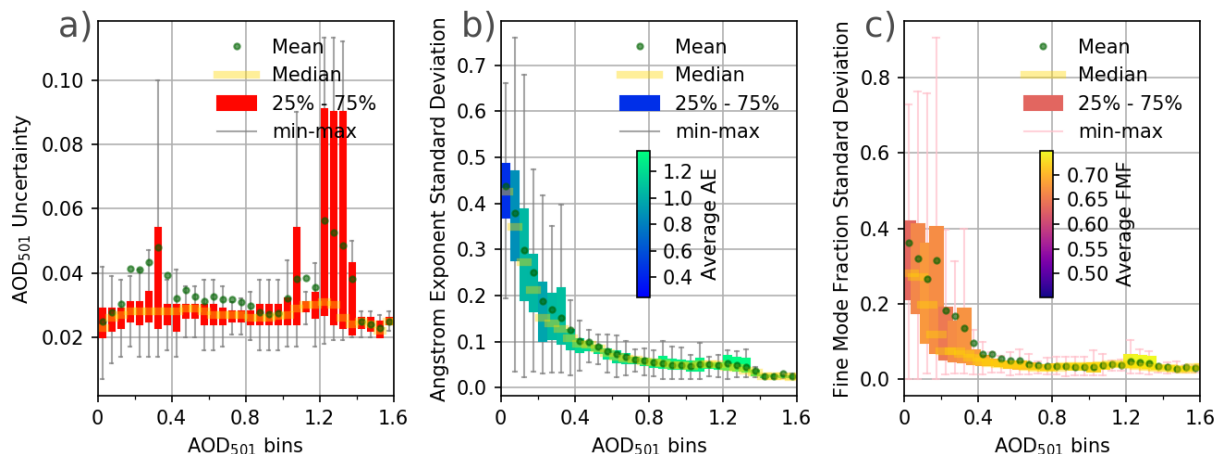 a)
Mean
Median
25% - 75%
min-max
0.10
0.08
0.06
0.04
0.02
AOD501 Uncertainty
0
0.4
0.8
1.2
1.6
AOD501 bins
b)
Mean
Median
25% - 75%
min-max
0.7
0.6
0.5
0.4
0.3
0.2
0.1
0.0
Angstrom Exponent Standard Deviation
1.2
1.0
0.8
0.6
0.4
Average AE
0
0.4
0.8
1.2
1.6
AOD501 bins
c)
Mean
Median
25% - 75%
min-max
0.8
0.6
0.4
0.2
0.0
Fine Mode Fraction Standard Deviation
0.70
0.65
0.60
0.55
0.50
Average FMF
0
0.4
0.8
1.2
1.6
AOD501 bins